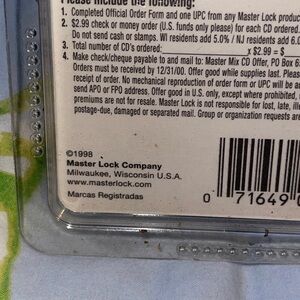 Please include the following:
1. Completed Official Order Form and one UPC from any Master Lock produc
2. $2.99 check or money order (U.S. funds only please) for each CD ordered.
Do not send cash or stamps. WI residents add 5.0% / NJ residents add 6.0
3. Total number of CD's ordered: x $2.99 = $
4. Make check/cheque payable to and mail to: Master Mix CD Offer, PO Box 6
Orders must be received by 12/31/00. Offer good while supplies last. Please
receipt of order. No mechanical reproduction of order form or UPC will be a
send APO or FPO address. Offer good in U.S. only, except where prohibited,
premiums are not for resale. Master Lock is not responsible for lost, late, ill
postage-due, damaged or separated mail. Group or organization requests ar
©1998
Master Lock Company
Milwaukee, Wisconsin U.S.A.
www.masterlock.com
Marcas Registradas
0 71649